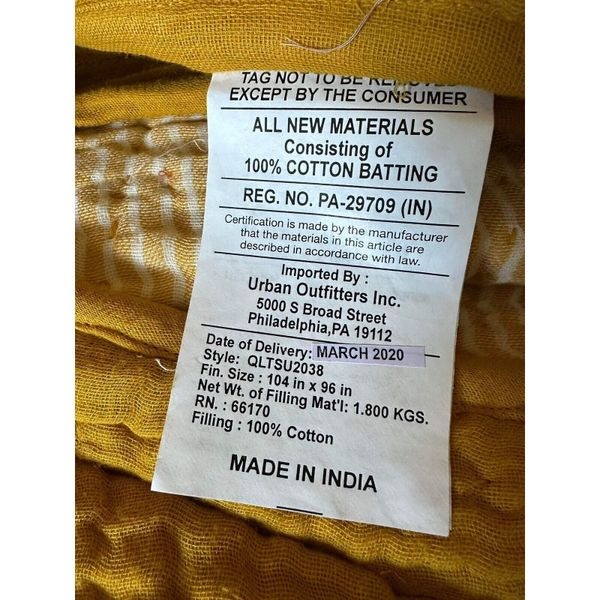 TAG NOT TO BE REMOVED
EXCEPT BY THE CONSUMER
ALL NEW MATERIALS
Consisting of
100% COTTON BATTING
REG. NO. PA-29709 (IN)
Certification is made by the manufacturer
that the materials in this article are
described in accordance with law.
Imported By :
Urban Outfitters Inc.
5000 S Broad Street
Philadelphia,PA 19112
Date of Delivery: MARCH 2020
Style: QLTSU2038
Fin. Size : 104 in x 96 in
Net Wt. of Filling Mat'l: 1.800 KGS.
RN. : 66170
Filling : 100% Cotton
MADE IN INDIA